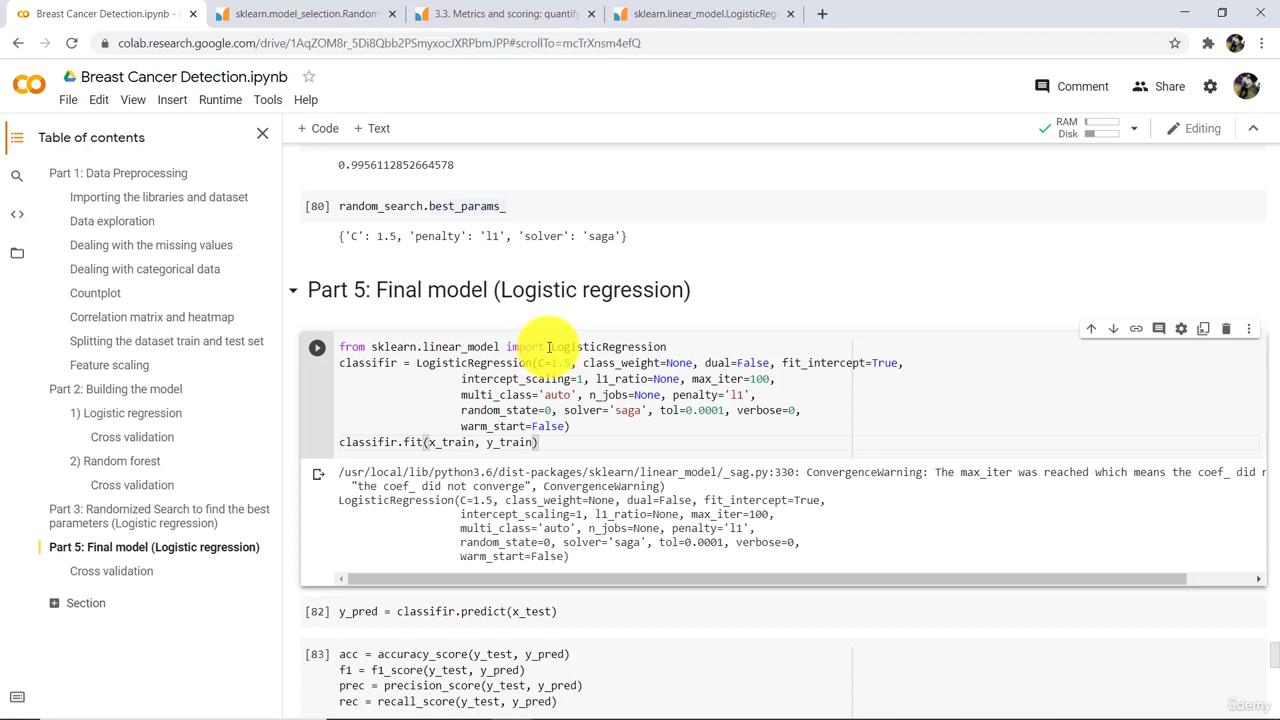 Breast Cancer Detection.ipynb - C
sklearn.model_selection.Random
3.3. Metrics and scoring: quantify
sklearn.linear_model.LogisticReg
colab.research.google.com/drive/1AqZOM8r_5Di8Qbb2PSmyxocJXRPbmJPP#scrollTo=mcTrXnsm4efQ
Breast Cancer Detection.ipynb
Comment
Share
File Edit View Insert Runtime Tools Help
Table of contents
+ Code + Text
RAM
Disk
Editing
Part 1: Data Preprocessing
Importing the libraries and dataset
Data exploration
Dealing with the missing values
Dealing with categorical data
Countplot
Correlation matrix and heatmap
Splitting the dataset train and test set
Feature scaling
Part 2: Building the model
1) Logistic regression
Cross validation
2) Random forest
Cross validation
Part 3: Randomized Search to find the best
parameters (Logistic regression)
Part 5: Final model (Logistic regression)
Cross validation
Section
0.9956112852664578
[80] random_search.best_params_
{'C': 1.5, 'penalty': 'l1', 'solver': 'saga'}
Part 5: Final model (Logistic regression)
from sklearn.linear_model import LogisticRegression
classifir = LogisticRegression(C=1.5, class_weight=None, dual=False, fit_intercept=True,
intercept_scaling=1, l1_ratio=None, max_iter=100,
multi_class='auto', n_jobs=None, penalty='l1',
random_state=0, solver='saga', tol=0.0001, verbose=0,
warm_start=False)
classifir.fit(x_train, y_train)
/usr/local/lib/python3.6/dist-packages/sklearn/linear_model/_sag.py:330: ConvergenceWarning: The max_iter was reached which means the coef_ did n
"the coef_ did not converge", ConvergenceWarning)
LogisticRegression(C=1.5, class_weight=None, dual=False, fit_intercept=True,
intercept_scaling=1, l1_ratio=None, max_iter=100,
multi_class='auto', n_jobs=None, penalty='l1',
random_state=0, solver='saga', tol=0.0001, verbose=0,
warm_start=False)
[82] y_pred = classifir.predict(x_test)
[83] acc = accuracy_score(y_test, y_pred)
f1 = f1_score(y_test, y_pred)
prec = precision_score(y_test, y_pred)
rec = recall_score(y_test, y_pred)
ûdemy